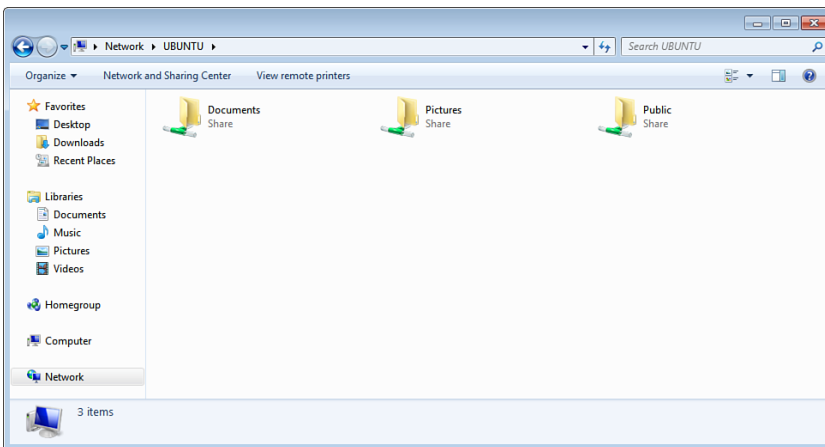 Network UBUNTU
Search UBUNTU
Organize Network and Sharing Center View remote printers
Favorites
Desktop
Downloads
Recent Places
Libraries
Documents
Music
Pictures
Videos
Homegroup
Computer
Network
Documents
Share
Pictures
Share
Public
Share
3 items